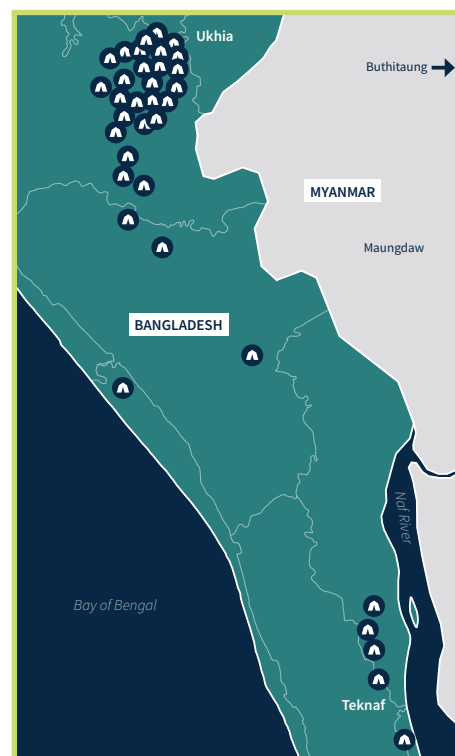 Ukhia
Buthitaung
MYANMAR
Maungdaw
BANGLADESH
Naf River
Bay of Bengal
Teknaf